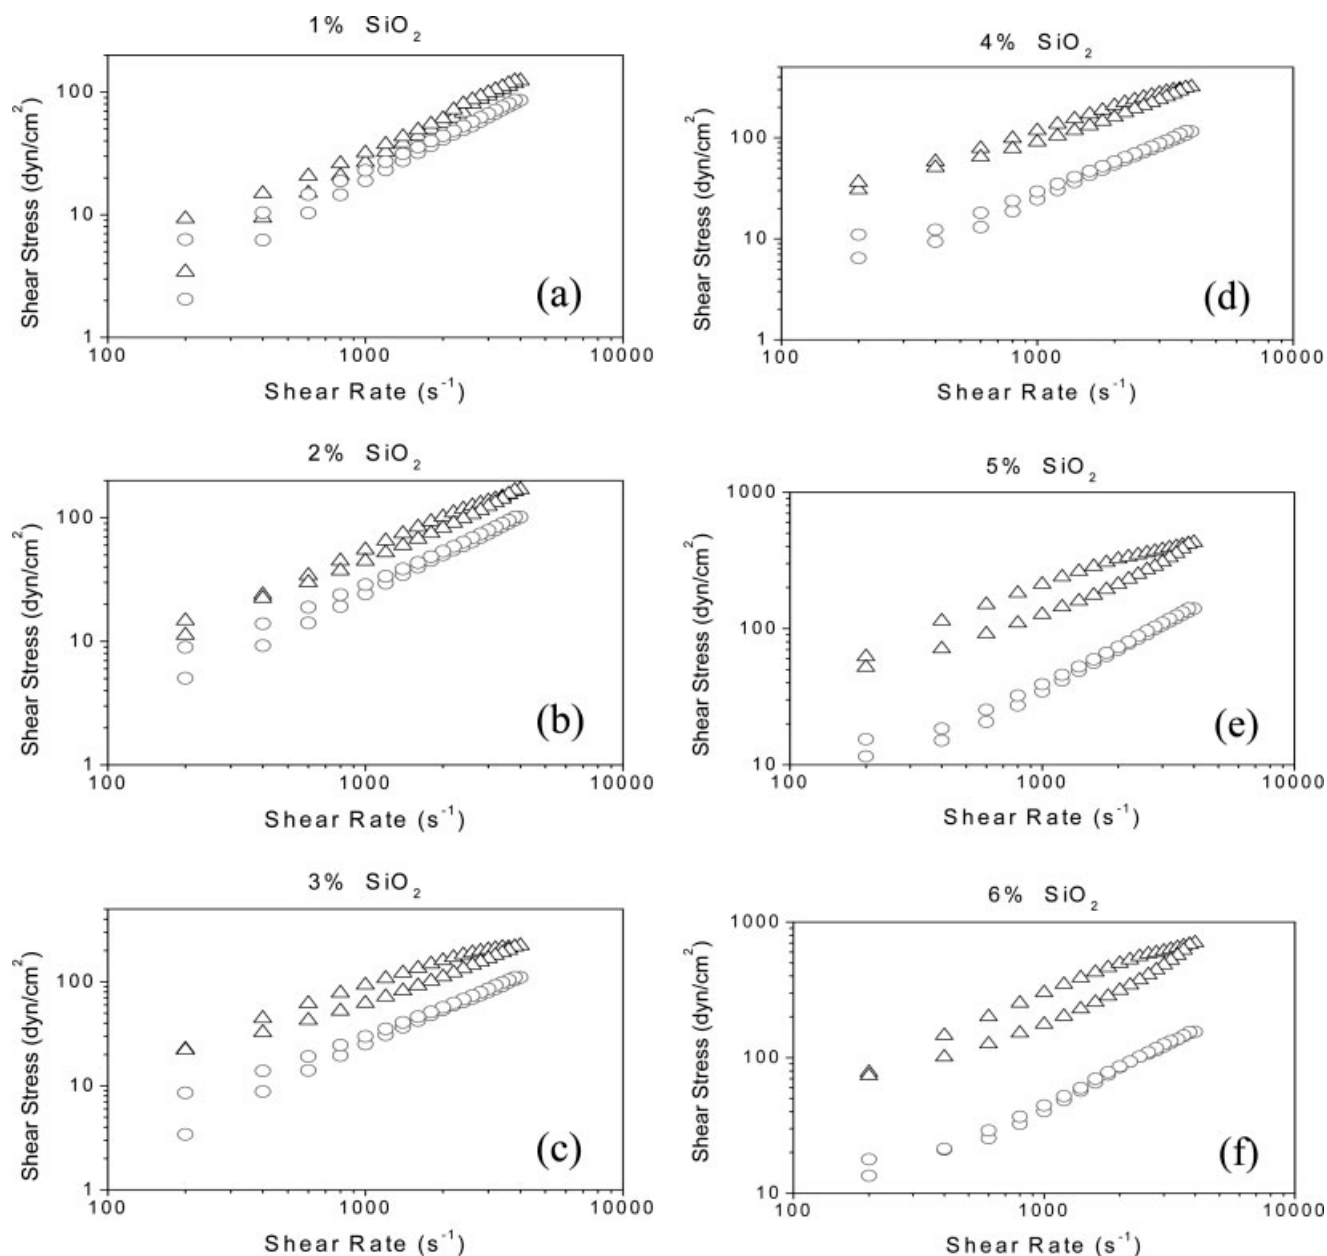 1% SiO₂
Shear Stress (dyn/cm²)
100
10
1
100 1000 10000
Shear Rate (s⁻¹)
(a)
2% SiO₂
Shear Stress (dyn/cm²)
100
10
1
100 1000 10000
Shear Rate (s⁻¹)
(b)
3% SiO₂
Shear Stress (dyn/cm²)
100
10
1
100 1000 10000
Shear Rate (s⁻¹)
(c)
4% SiO₂
Shear Stress (dyn/cm²)
100
10
1
100 1000 10000
Shear Rate (s⁻¹)
(d)
5% SiO₂
Shear Stress (dyn/cm²)
1000
100
10
100 1000 10000
Shear Rate (s⁻¹)
(e)
6% SiO₂
Shear Stress (dyn/cm²)
1000
100
10
100 1000 10000
Shear Rate (s⁻¹)
(f)